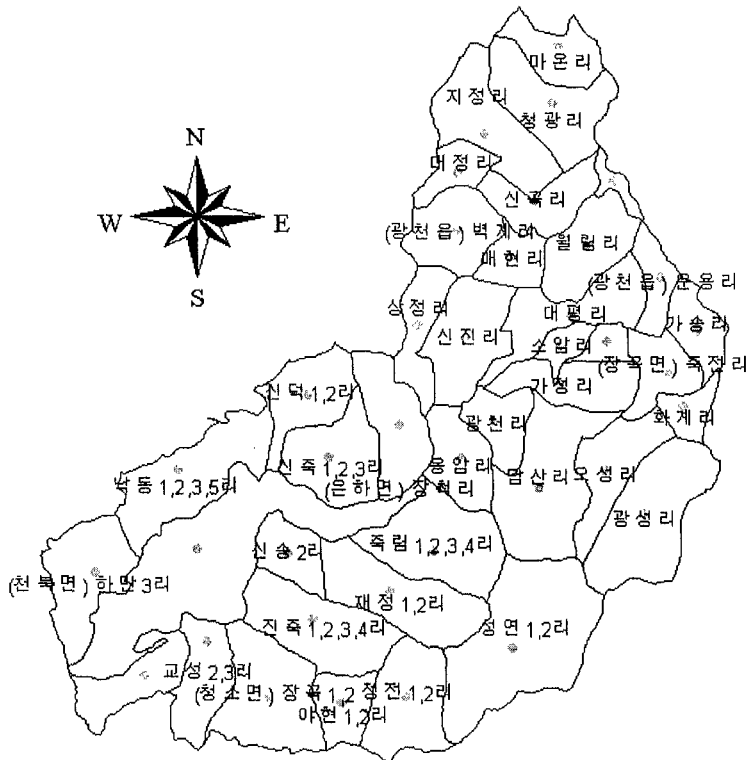 마온리
지정리
청광리
N
대정리
신곡리
W
E
(광천읍) 벽계리
월림리
매현리
S
(광천읍) 운용리
상정리
대평리
가송리
신진리
소암리
(장곡면) 죽전리
가정리
신덕1,2리
광천리
화계리
신죽1,2,3리
옹암리
담산리
오생리
낙동1,2,3,5리
(은하면) 장척리
광생리
신송2리
죽림1,2,3,4리
(천북면) 하만3리
재정1,2리
진죽1,2,3,4리
성연1,2리
교성2,3리
(청소면) 장곡1,2
정전1,2리
야현1,2리